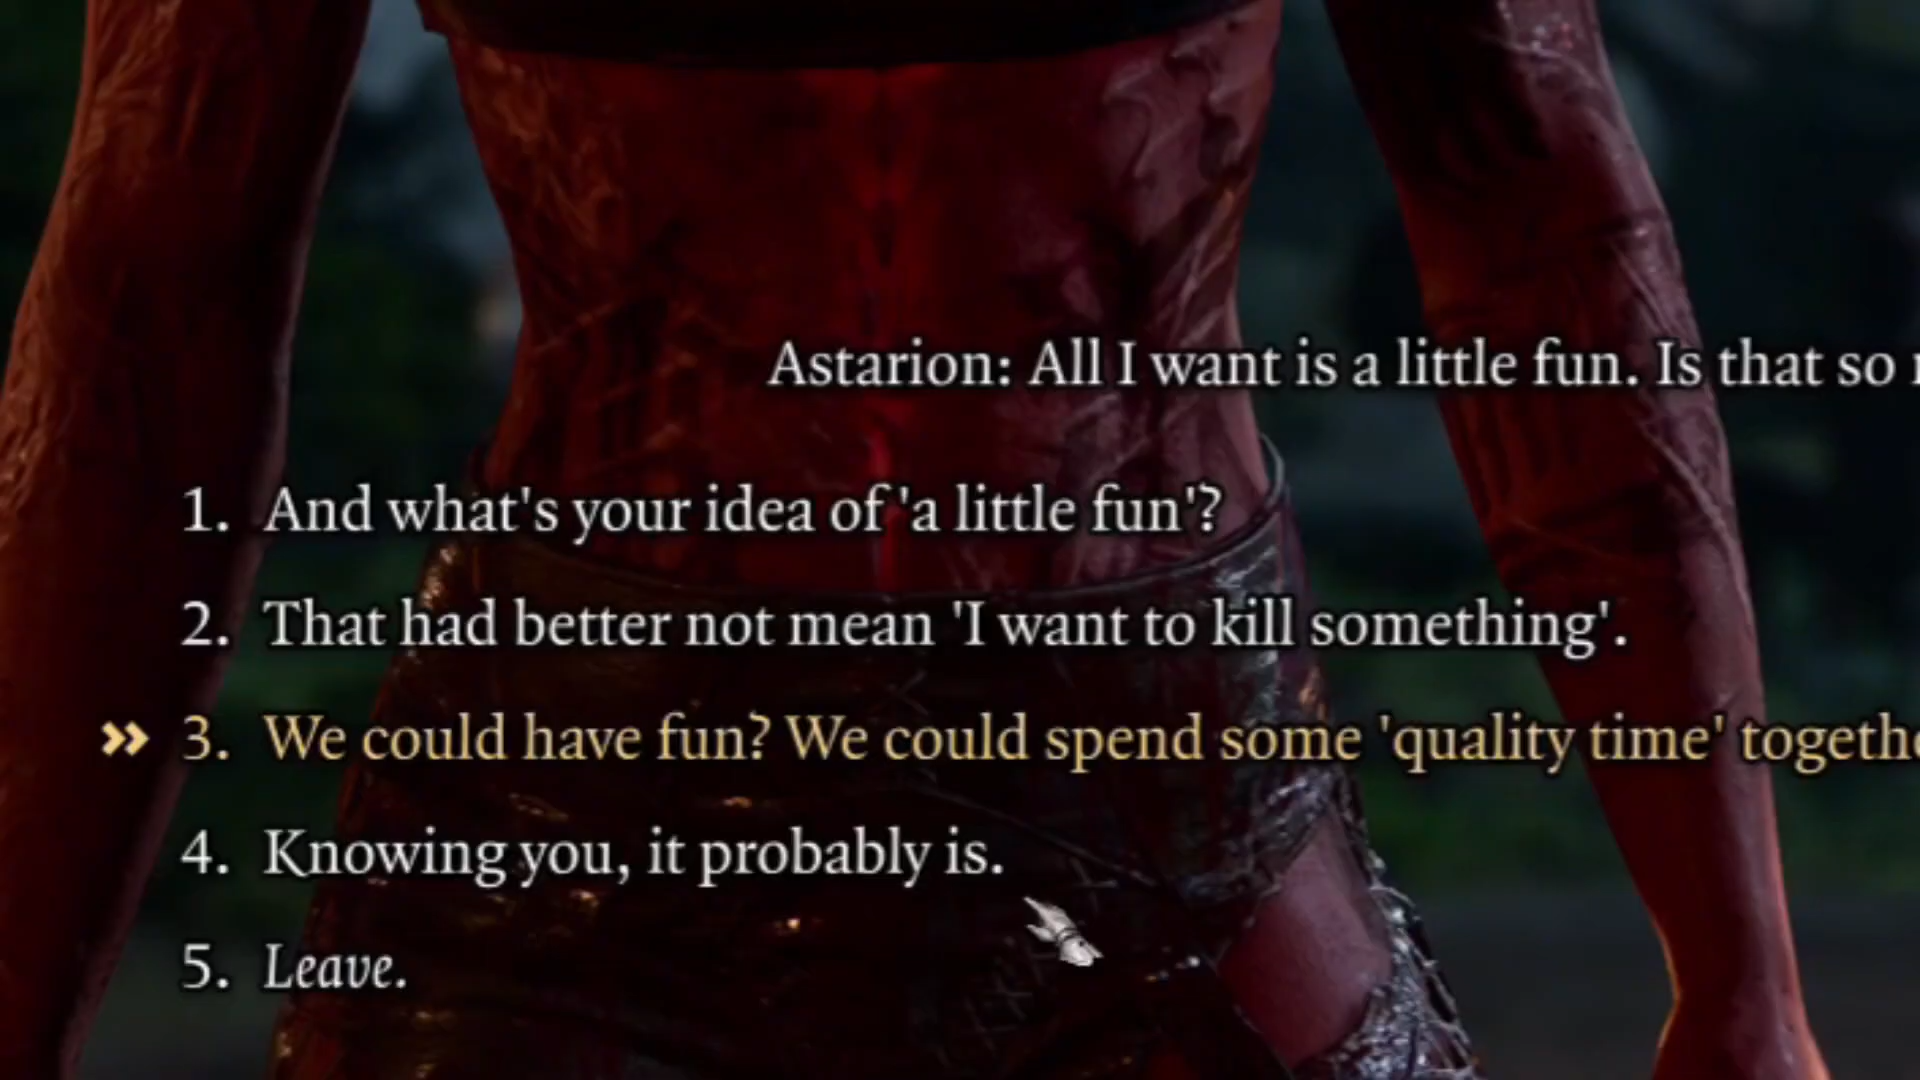 Astarion: All I want is a little fun. Is that so
1. And what's your idea of 'a little fun'?
2. That had better not mean 'I want to kill something'.
3. We could have fun? We could spend some 'quality time'
4. Knowing you, it probably is.
5. Leave.